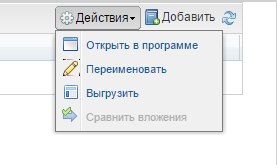 Действия Добавить
Открыть в программе
Переименовать
Выгрузить
Сравнить вложения